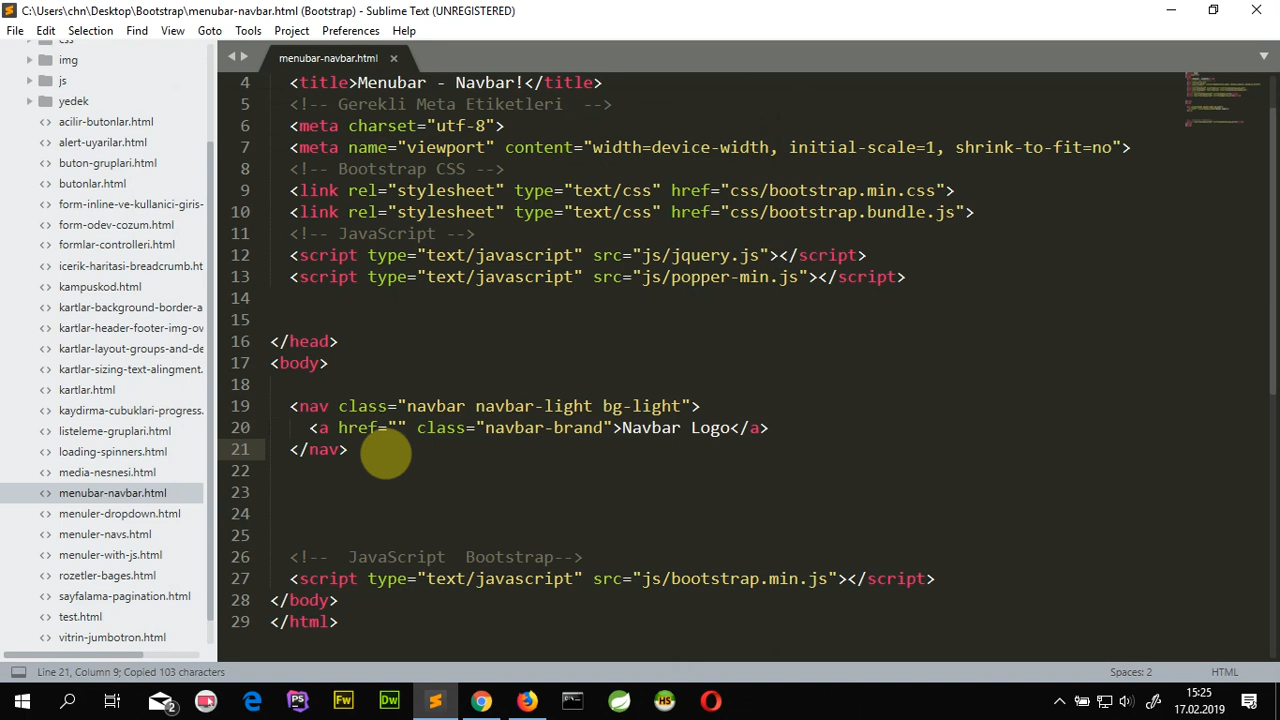 C:\Users\chn\Desktop\Bootstrap\menubar-navbar.html (Bootstrap) - Sublime Text (UNREGISTERED)
File Edit Selection Find View Goto Tools Project Preferences Help
menubar-navbar.html
css
img
js
yedek
acilir-butonlar.html
alert-uyarilar.html
buton-gruplari.html
butonlar.html
form-inline-ve-kullanici-giris-
form-odev-cozum.html
formlar-controlleri.html
icerik-haritasi-breadcrumb.ht
kampuskod.html
kartlar-background-border-a
kartlar-header-footer-img-ov
kartlar-layout-groups-and-de
kartlar-sizing-text-alingment.
kartlar.html
kaydirma-cubuklari-progress.
listeleme-gruplari.html
loading-spinners.html
media-nesnesi.html
menubar-navbar.html
menuler-dropdown.html
menuler-navs.html
menuler-with-js.html
rozetler-bages.html
sayfalama-pagination.html
test.html
vitrin-jumbotron.html
4 <title>Menubar - Navbar!</title>
5 <!-- Gerekli Meta Etiketleri  -->
6 <meta charset="utf-8">
7 <meta name="viewport" content="width=device-width, initial-scale=1, shrink-to-fit=no">
8 <!-- Bootstrap CSS -->
9 <link rel="stylesheet" type="text/css" href="css/bootstrap.min.css">
10 <link rel="stylesheet" type="text/css" href="css/bootstrap.bundle.js">
11 <!-- JavaScript -->
12 <script type="text/javascript" src="js/jquery.js"></script>
13 <script type="text/javascript" src="js/popper-min.js"></script>
14
15
16 </head>
17 <body>
18
19 <nav class="navbar navbar-light bg-light">
20 <a href="" class="navbar-brand">Navbar Logo</a>
21 </nav>
22
23
24
25
26 <!--  JavaScript  Bootstrap-->
27 <script type="text/javascript" src="js/bootstrap.min.js"></script>
28 </body>
29 </html>
Line 21, Column 9; Copied 103 characters
Spaces: 2
HTML
2
PS
Fw
Dw
HS
15:25
17.02.2019